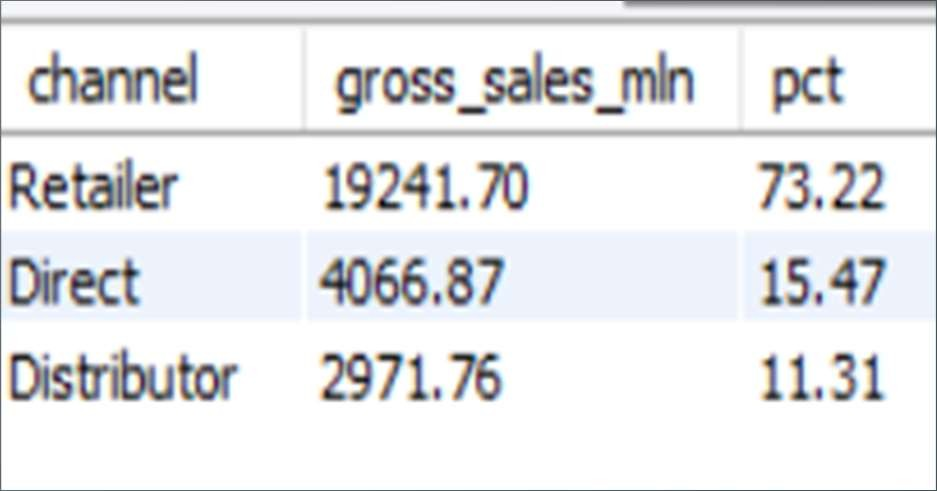 channel gross_sales_mln pct
Retailer 19241.70 73.22
Direct 4066.87 15.47
Distributor 2971.76 11.31